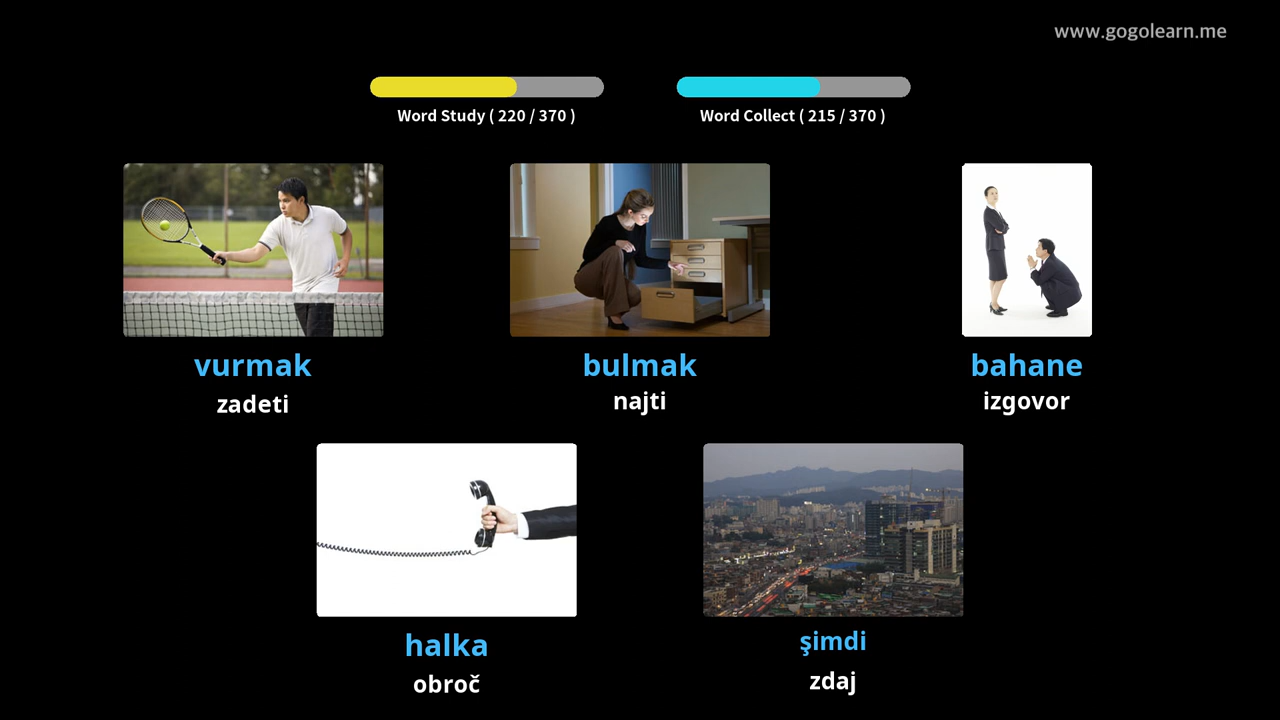 www.gogolearn.me
Word Study ( 220 / 370 )
Word Collect ( 215 / 370 )
vurmak
zadeti
bulmak
najti
bahane
izgovor
halka
obroč
şimdi
zdaj